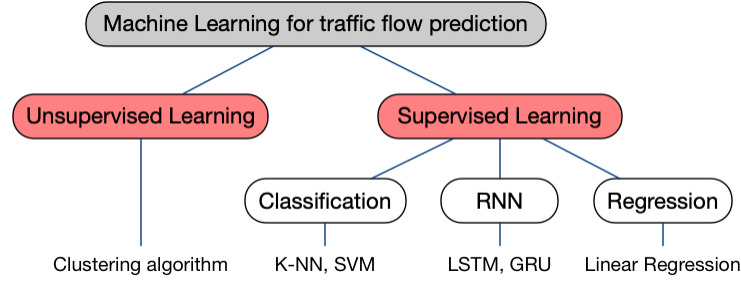 Machine Learning for traffic flow prediction
Unsupervised Learning
Supervised Learning
Classification
RNN
Regression
Clustering algorithm
K-NN, SVM
LSTM, GRU
Linear Regression